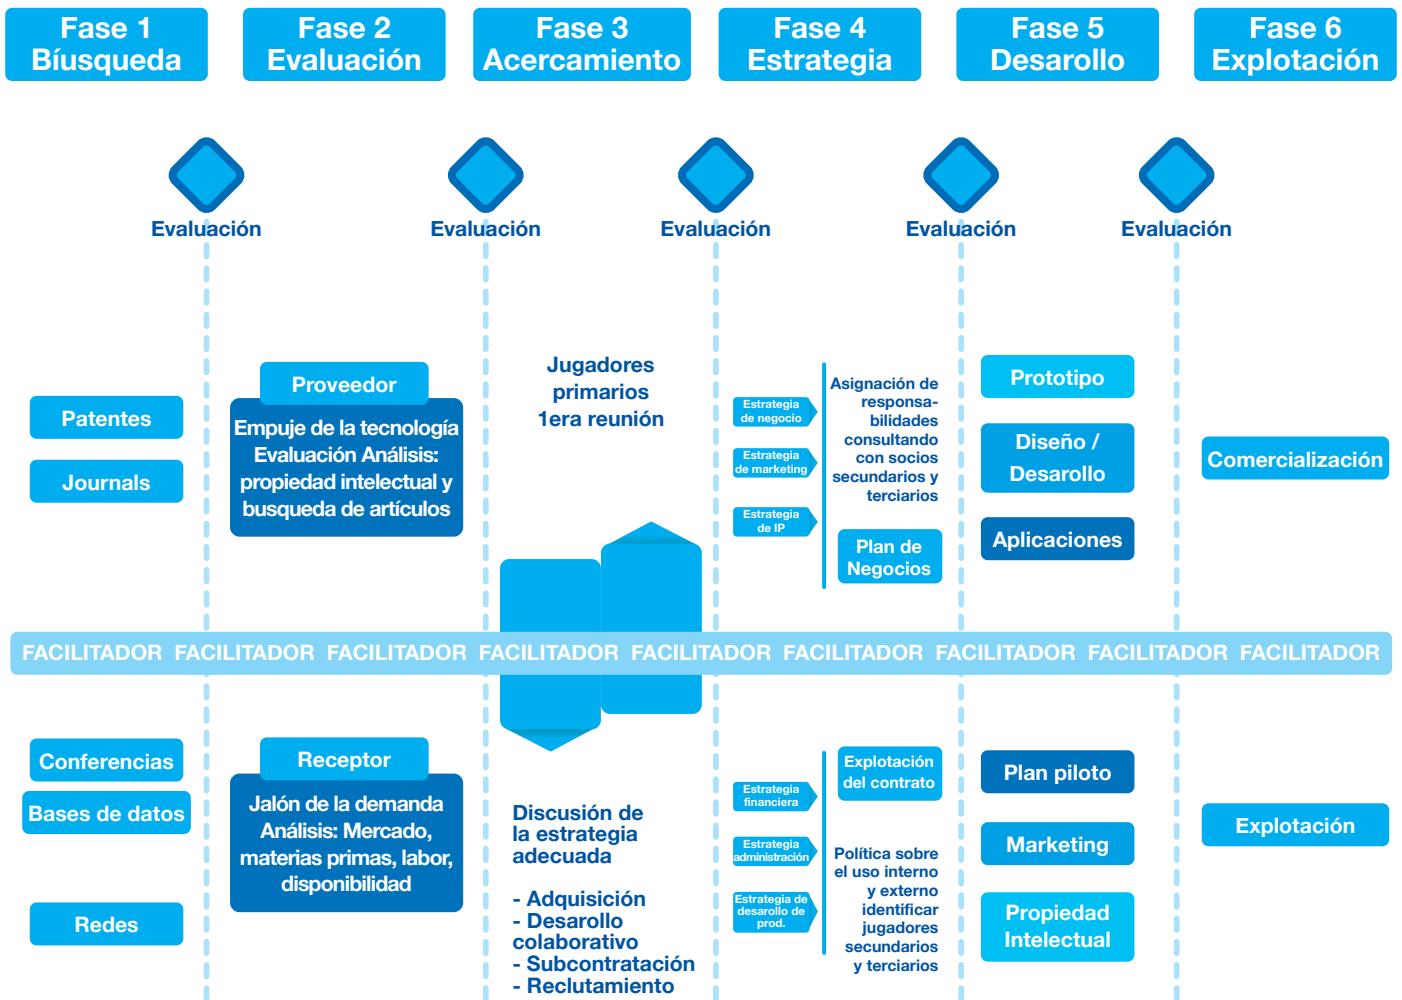 Fase 1
Bíusqueda
Fase 2
Evaluación
Fase 3
Acercamiento
Fase 4
Estrategia
Fase 5
Desarollo
Fase 6
Explotación
Evaluación
Evaluación
Evaluación
Evaluación
Evaluación
Patentes
Journals
Proveedor
Empuje de la tecnología
Evaluación Análisis:
propiedad intelectual y
busqueda de artículos
Jugadores
primarios
1era reunión
Estrategia
de negocio
Estrategia
de marketing
Estrategia
de IP
Asignación de
responsa-
bilidades
consultando
con socios
secundarios y
terciarios
Plan de
Negocios
Prototipo
Diseño /
Desarollo
Aplicaciones
Comercialización
FACILITADOR FACILITADOR FACILITADOR FACILITADOR FACILITADOR FACILITADOR FACILITADOR FACILITADOR FACILITADOR
Conferencias
Bases de datos
Redes
Receptor
Jalón de la demanda
Análisis: Mercado,
materias primas, labor,
disponibilidad
Discusión de
la estrategia
adecuada
- Adquisición
- Desarollo
colaborativo
- Subcontratación
- Reclutamiento
Estrategia
financiera
Estrategia
administración
Estrategia de
desarollo de
prod.
Explotación
del contrato
Política sobre
el uso interno
y externo
identificar
jugadores
secundarios
y terciarios
Plan piloto
Marketing
Propiedad
Intelectual
Explotación